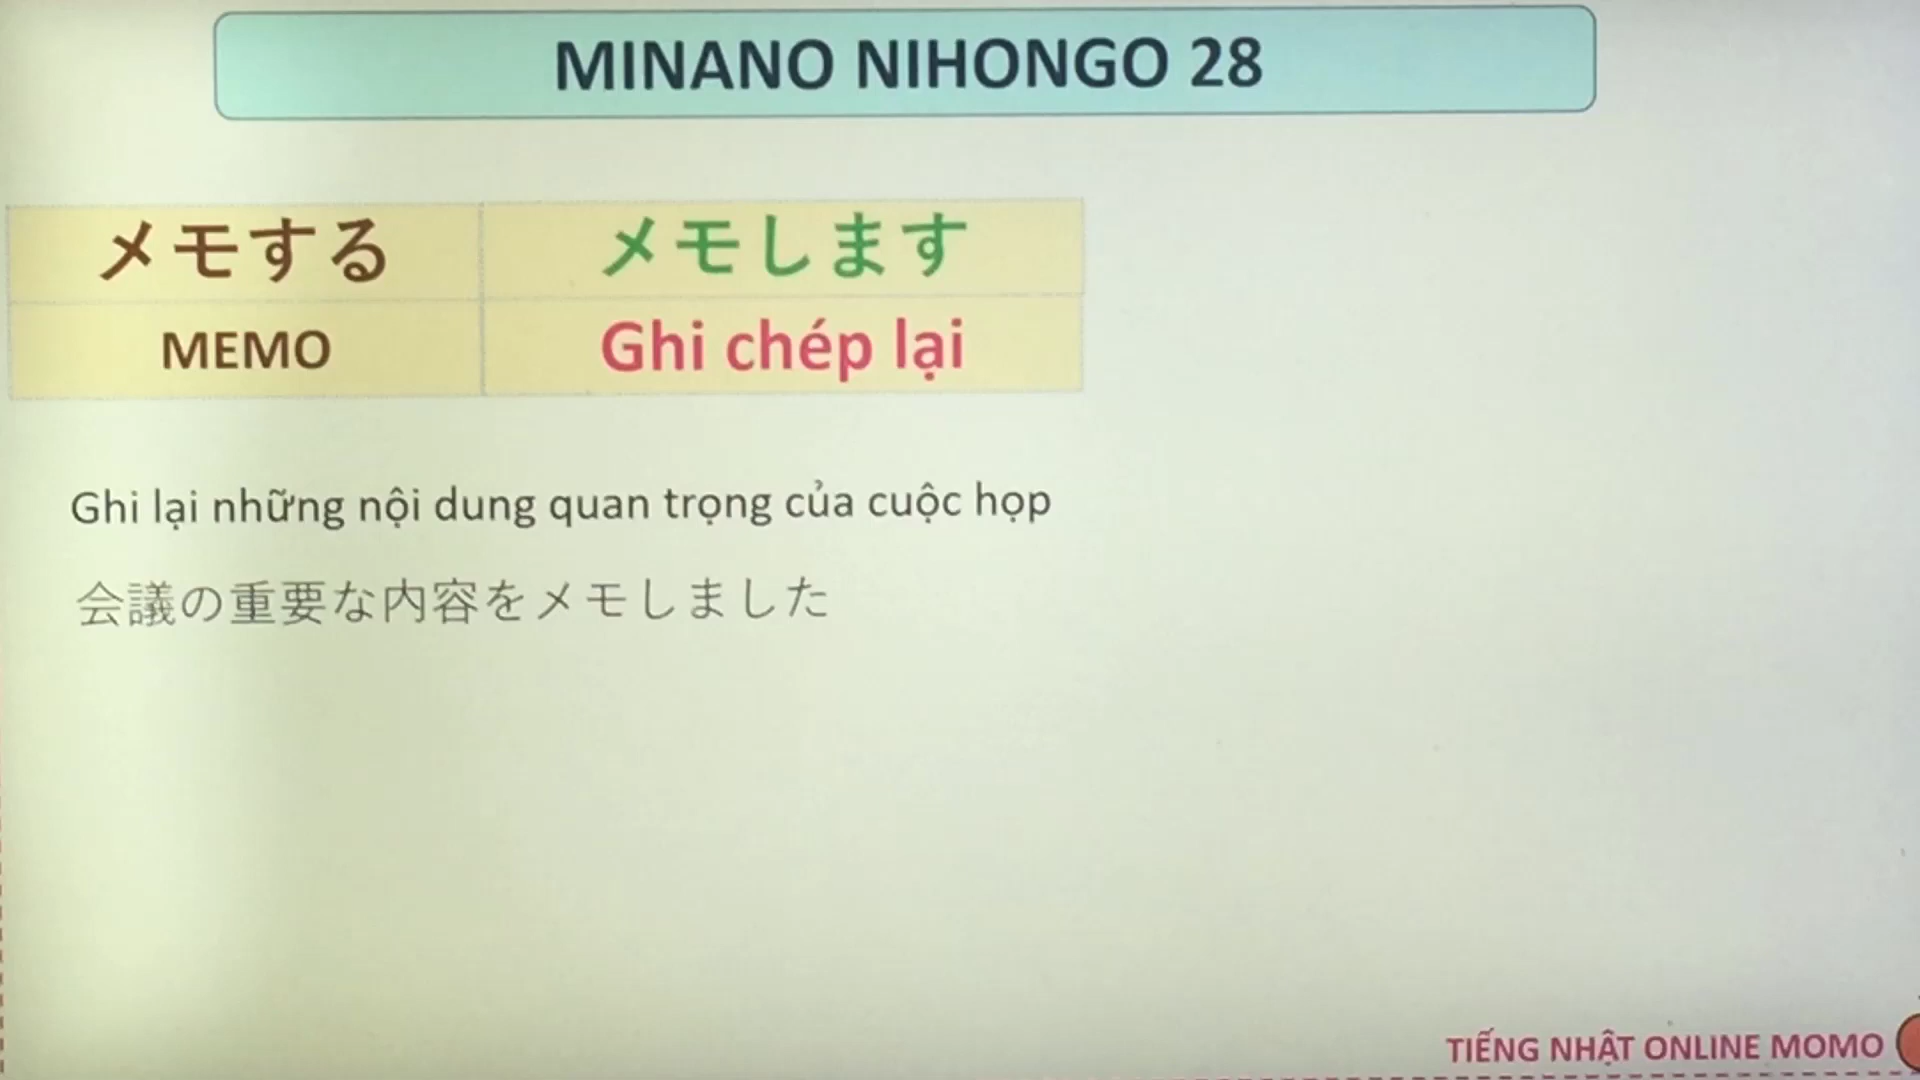 MINANO NIHONGO 28
メモする メモします
MEMO Ghi chép lại
Ghi lại những nội dung quan trọng của cuộc họp
会議の重要な内容をメモしました
TIẾNG NHẬT ONLINE MOMO